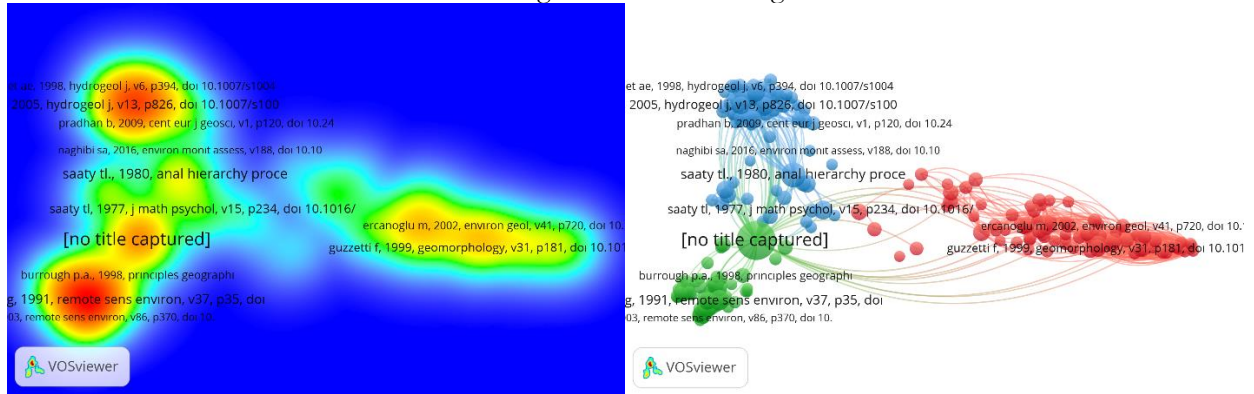 et ae, 1998, hydrogeol j, v6, p394, doi 10.1007/s1004
2005, hydrogeol j, v13, p826, doi 10.1007/s100
pradhan b, 2009, cent eur j geosci, v1, p120, doi 10.24
naghibi sa, 2016, environ monit assess, v188, doi 10.10
saaty tl., 1980, anal hierarchy proce
saaty tl, 1977, j math psychol, v15, p234, doi 10.1016/
ercanoglu m, 2002, environ geol, v41, p720, doi 10.
[no title captured]
guzzetti f, 1999, geomorphology, v31, p181, doi 10.101
burrough p.a., 1998, principles geographi
g, 1991, remote sens environ, v37, p35, doi
03, remote sens environ, v86, p370, doi 10.
VOSviewer
et ae, 1998, hydrogeol j, v6, p394, doi 10.1007/s1004
2005, hydrogeol j, v13, p826, doi 10.1007/s100
pradhan b, 2009, cent eur j geosci, v1, p120, doi 10.24
naghibi sa, 2016, environ monit assess, v188, doi 10.10
saaty tl., 1980, anal hierarchy proce
saaty tl, 1977, j math psychol, v15, p234, doi 10.1016/
ercanoglu m, 2002, environ geol, v41, p720, doi 10.1
[no title captured]
guzzetti f, 1999, geomorphology, v31, p181, doi 10.101
burrough p.a., 1998, principles geographi
g, 1991, remote sens environ, v37, p35, doi
03, remote sens environ, v86, p370, doi 10.
VOSviewer